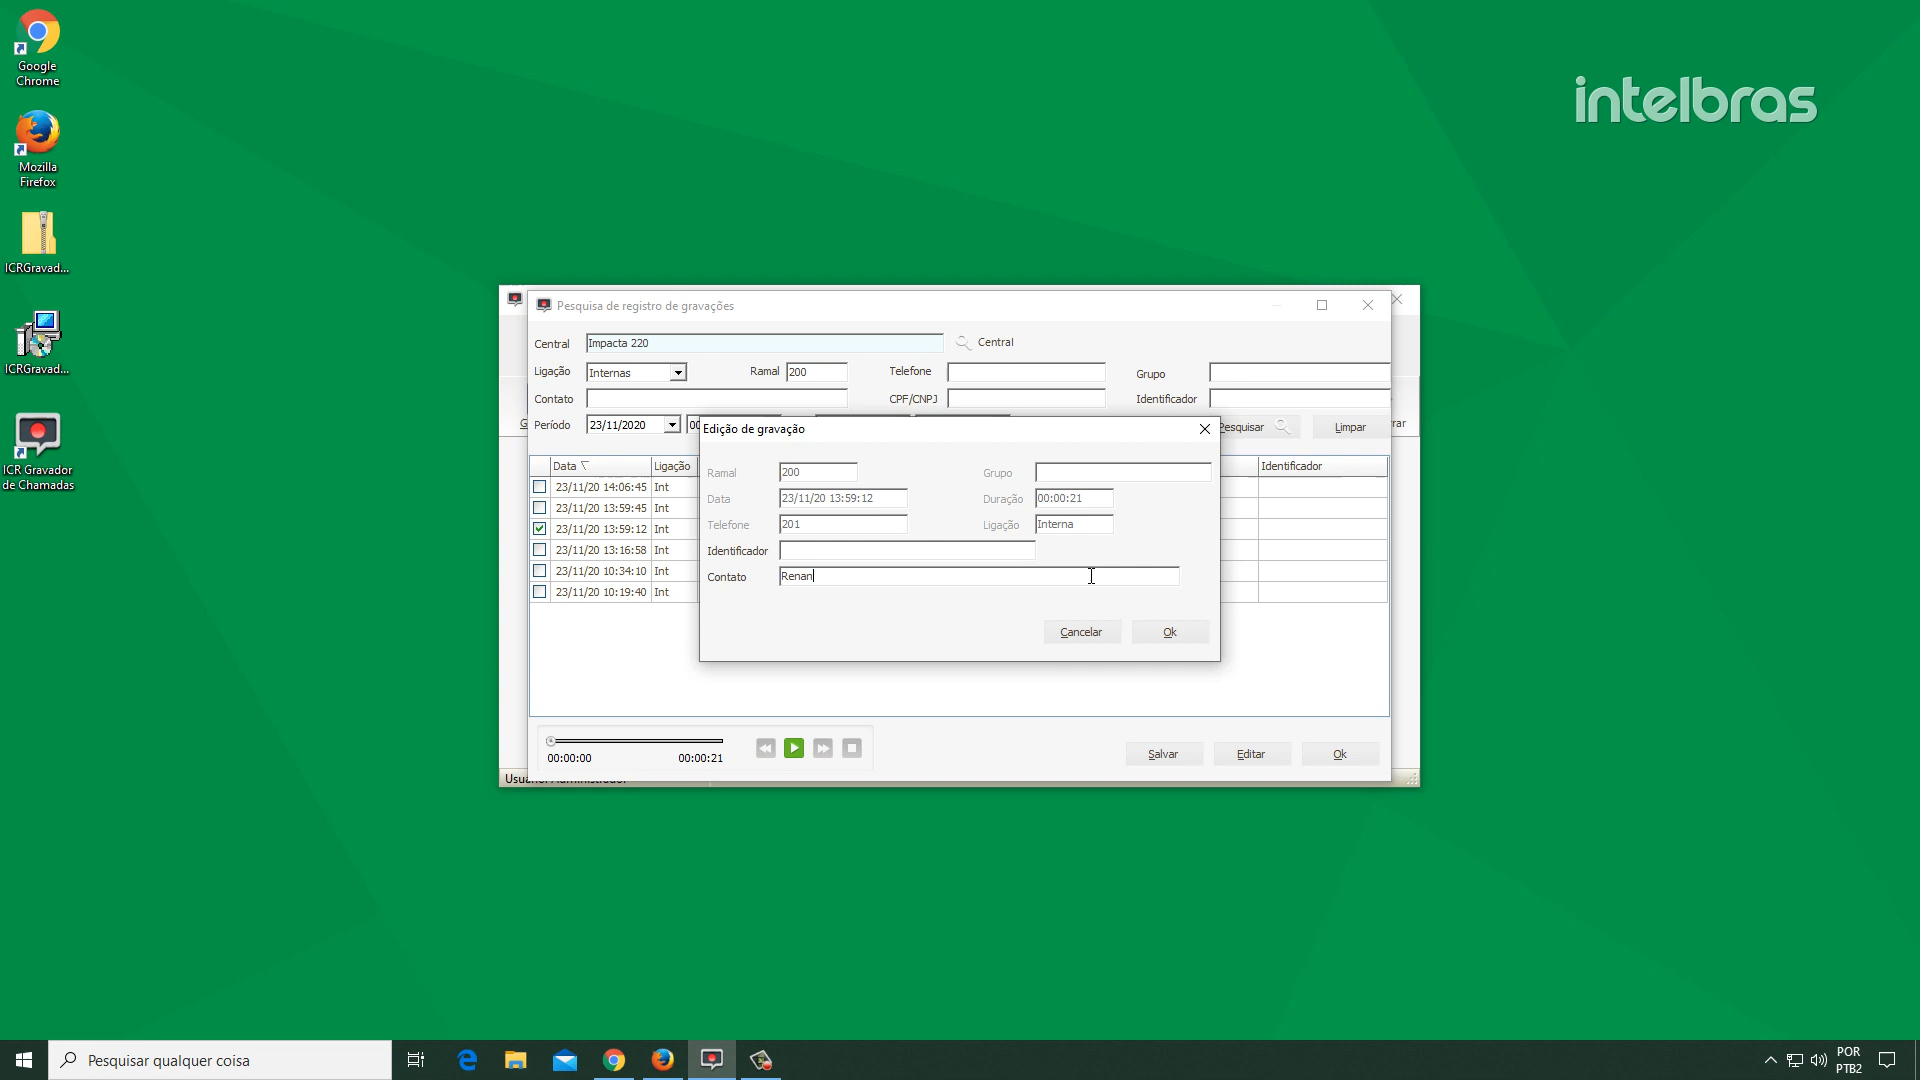 Google
Chrome
Mozilla
Firefox
ICRGravad...
ICRGravad...
ICR Gravador
de Chamadas
intelbras
Pesquisa de registro de gravações
Central Impacta 220 Central
Ligação Internas Ramal 200 Telefone Grupo
Contato CPF/CNPJ Identificador
Período 23/11/2020 00 Pesquisar Limpar rar
Data Ligação Identificador
23/11/20 14:06:45 Int
23/11/20 13:59:45 Int
23/11/20 13:59:12 Int
23/11/20 13:16:58 Int
23/11/20 10:34:10 Int
23/11/20 10:19:40 Int
Edição de gravação
Ramal 200 Grupo
Data 23/11/20 13:59:12 Duração 00:00:21
Telefone 201 Ligação Interna
Identificador
Contato Renan
Cancelar Ok
00:00:00 00:00:21
Salvar Editar Ok
Pesquisar qualquer coisa
POR
PTB2